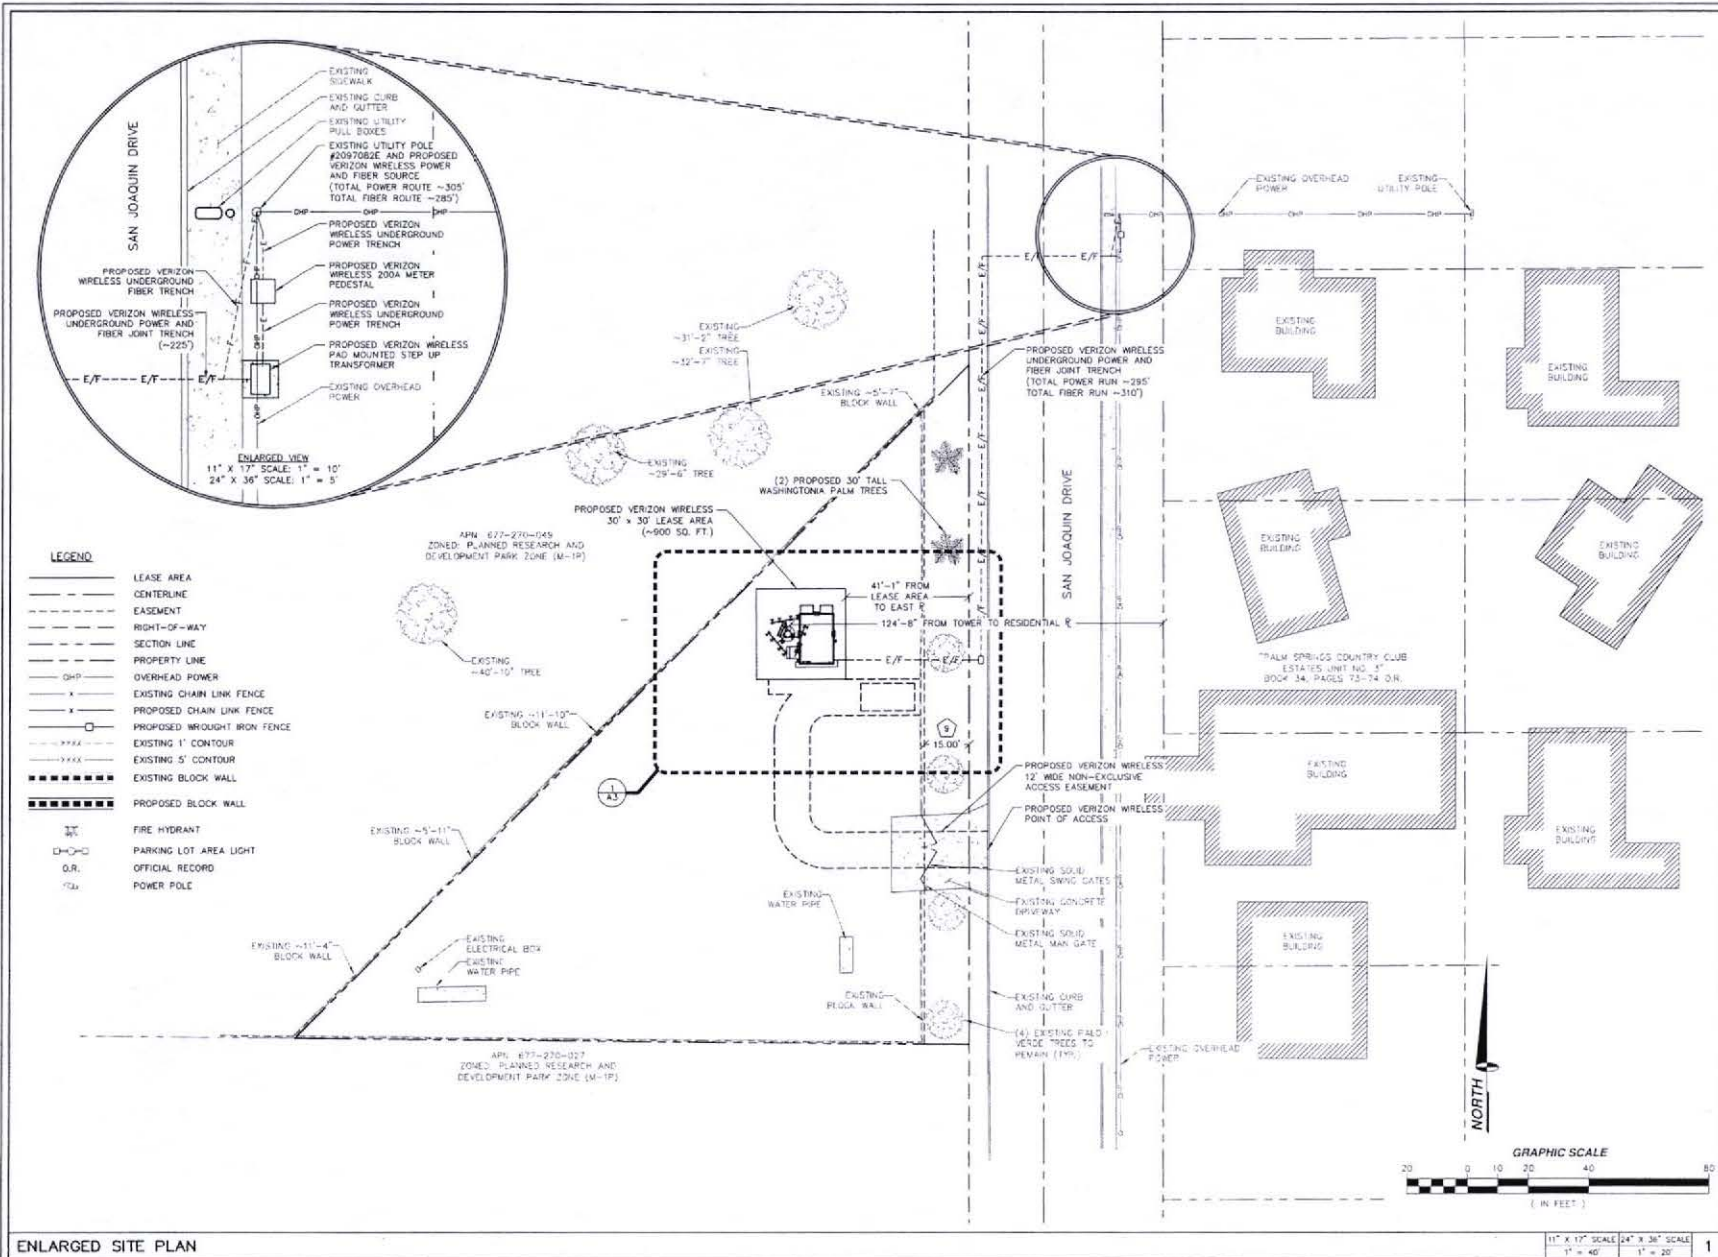 SAN JOAQUIN DRIVE
EXISTING
SIDEWALK
EXISTING CURB
AND GUTTER
EXISTING UTILITY
PULL BOXES
EXISTING UTILITY POLE
#2097082E AND PROPOSED
VERIZON WIRELESS POWER
AND FIBER SOURCE
(TOTAL POWER ROUTE ~305'
TOTAL FIBER ROUTE ~285')
OHP
OHP
OHP
PROPOSED VERIZON
WIRELESS UNDERGROUND
POWER TRENCH
PROPOSED VERIZON
WIRELESS 200A METER
PEDESTAL
PROPOSED VERIZON
WIRELESS UNDERGROUND
POWER TRENCH
PROPOSED VERIZON WIRELESS
PAD MOUNTED STEP UP
TRANSFORMER
EXISTING OVERHEAD
POWER
PROPOSED VERIZON
WIRELESS UNDERGROUND
FIBER TRENCH
PROPOSED VERIZON WIRELESS
UNDERGROUND POWER AND
FIBER JOINT TRENCH
(~225')
E/F
E/F
E/F
ENLARGED VIEW
11" X 17" SCALE: 1" = 10'
24" X 36" SCALE: 1" = 5'
EXISTING OVERHEAD
POWER
EXISTING
UTILITY POLE
OHP
OHP
OHP
OHP
OHP
E/F
E/F
EXISTING
~31'-2" TREE
EXISTING
~32'-7" TREE
EXISTING
~29'-6" TREE
EXISTING ~5'-7"
BLOCK WALL
PROPOSED VERIZON WIRELESS
UNDERGROUND POWER AND
FIBER JOINT TRENCH
(TOTAL POWER RUN ~295'
TOTAL FIBER RUN ~310')
E/F
E/F
E/F
E/F
E/F
E/F
SAN JOAQUIN DRIVE
(2) PROPOSED 30' TALL
WASHINGTONIA PALM TREES
PROPOSED VERIZON WIRELESS
30' x 30' LEASE AREA
(~900 SQ. FT.)
APN: 677-270-049
ZONED: PLANNED RESEARCH AND
DEVELOPMENT PARK ZONE (M-1P)
41'-1" FROM
LEASE AREA
TO EAST
124'-8" FROM TOWER TO RESIDENTIAL
E/F
E/F
EXISTING
~40'-10" TREE
EXISTING ~11'-10"
BLOCK WALL
9
15.00'
1
A3
PROPOSED VERIZON WIRELESS
12' WIDE NON-EXCLUSIVE
ACCESS EASEMENT
PROPOSED VERIZON WIRELESS
POINT OF ACCESS
EXISTING ~5'-11"
BLOCK WALL
EXISTING SOLID
METAL SWING GATES
EXISTING CONCRETE
DRIVEWAY
EXISTING SOLID
METAL MAN GATE
EXISTING
WATER PIPE
EXISTING ~11'-4"
BLOCK WALL
EXISTING
ELECTRICAL BOX
EXISTING
WATER PIPE
EXISTING
BLOCK WALL
EXISTING CURB
AND GUTTER
(4) EXISTING PALO
VERDE TREES TO
REMAIN (TYP.)
EXISTING OVERHEAD
POWER
APN: 677-270-027
ZONED: PLANNED RESEARCH AND
DEVELOPMENT PARK ZONE (M-1P)
EXISTING
BUILDING
EXISTING
BUILDING
EXISTING
BUILDING
EXISTING
BUILDING
"PALM SPRINGS COUNTRY CLUB
ESTATES UNIT NO. 3"
BOOK 34, PAGES 73-74 O.R.
EXISTING
BUILDING
EXISTING
BUILDING
EXISTING
BUILDING
LEGEND
LEASE AREA
CENTERLINE
EASEMENT
RIGHT-OF-WAY
SECTION LINE
PROPERTY LINE
OHP OVERHEAD POWER
x EXISTING CHAIN LINK FENCE
x PROPOSED CHAIN LINK FENCE
PROPOSED WROUGHT IRON FENCE
XXXX EXISTING 1' CONTOUR
XXXX EXISTING 5' CONTOUR
EXISTING BLOCK WALL
PROPOSED BLOCK WALL
FIRE HYDRANT
PARKING LOT AREA LIGHT
O.R. OFFICIAL RECORD
POWER POLE
NORTH
GRAPHIC SCALE
20 0 10 20 40 80
( IN FEET )
ENLARGED SITE PLAN
11" X 17" SCALE
1" = 40'
24" X 36" SCALE
1" = 20'
1